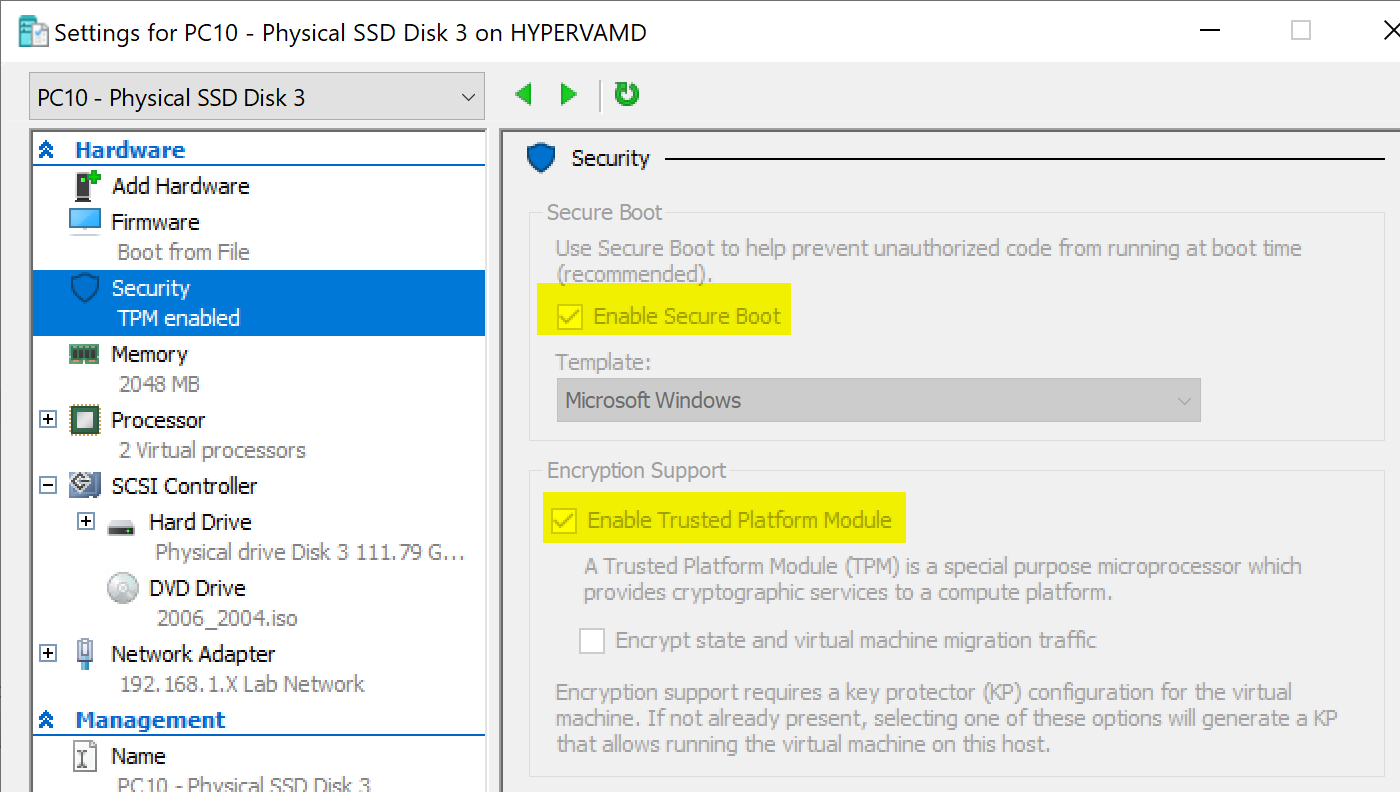 Settings for PC10 - Physical SSD Disk 3 on HYPERVAMD
PC10 - Physical SSD Disk 3
Hardware
Add Hardware
Firmware
Boot from File
Security
TPM enabled
Memory
2048 MB
Processor
2 Virtual processors
SCSI Controller
Hard Drive
Physical drive Disk 3 111.79 G...
DVD Drive
2006_2004.iso
Network Adapter
192.168.1.X Lab Network
Management
Name
PC10 - Physical SSD Disk 3
Security
Secure Boot
Use Secure Boot to help prevent unauthorized code from running at boot time
(recommended).
Enable Secure Boot
Template:
Microsoft Windows
Encryption Support
Enable Trusted Platform Module
A Trusted Platform Module (TPM) is a special purpose microprocessor which
provides cryptographic services to a compute platform.
Encrypt state and virtual machine migration traffic
Encryption support requires a key protector (KP) configuration for the virtual
machine. If not already present, selecting one of these options will generate a KP
that allows running the virtual machine on this host.